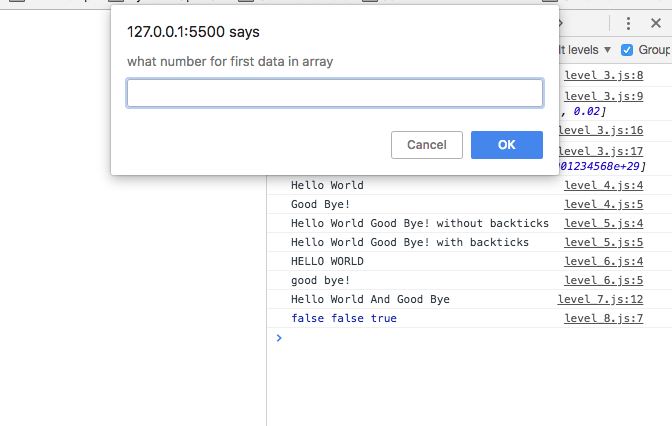 127.0.0.1:5500 says
what number for first data in array
Cancel
OK
lt levels ▼
Group
level 3.js:8
level 3.js:9
, 0.02]
level 3.js:16
level 3.js:17
01234568e+29]
Hello World level 4.js:4
Good Bye! level 4.js:5
Hello World Good Bye! without backticks level 5.js:4
Hello World Good Bye! with backticks level 5.js:5
HELLO WORLD level 6.js:4
good bye! level 6.js:5
Hello World And Good Bye level 7.js:12
false false true level 8.js:7
>